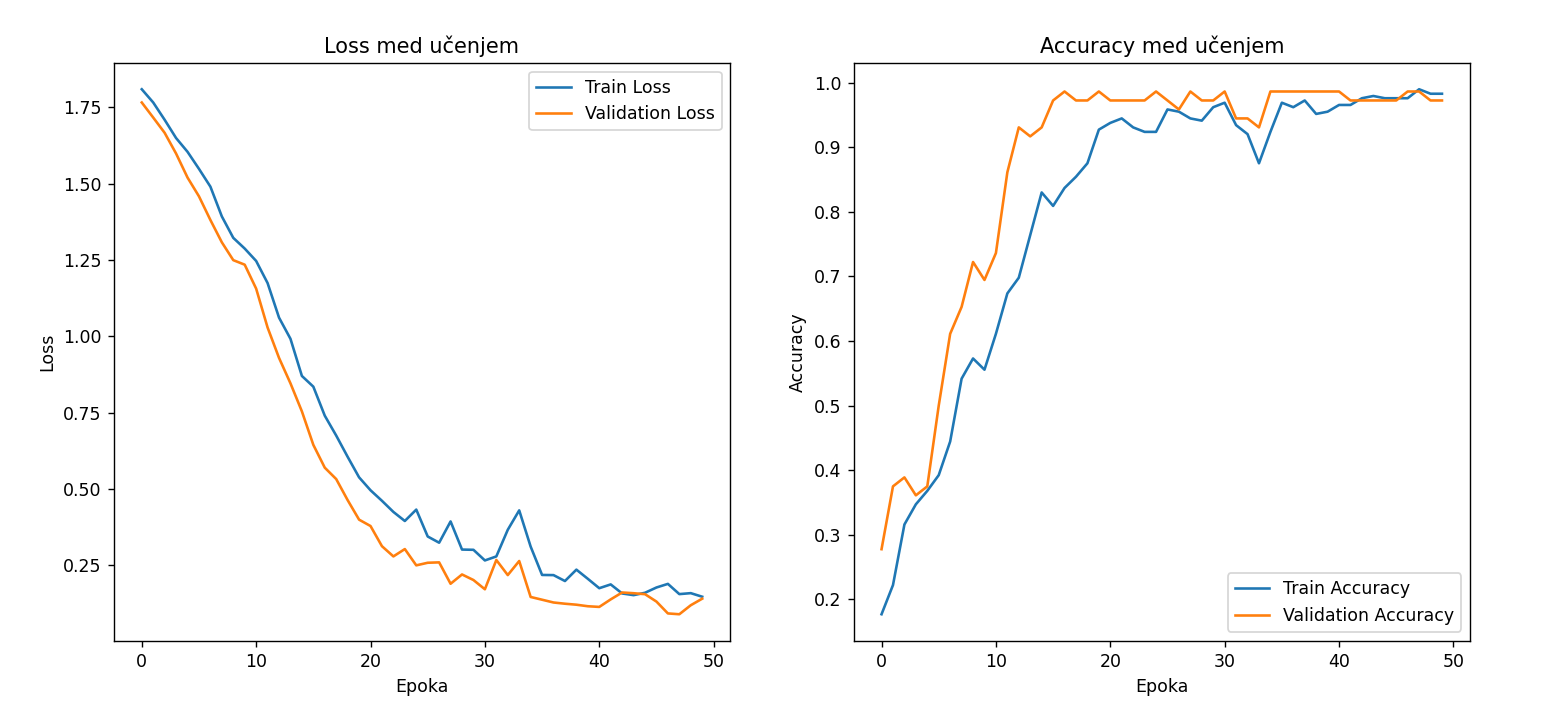 Loss med učenjem
Train Loss
Validation Loss
1.75
1.50
1.25
1.00
0.75
0.50
0.25
Loss
0
10
20
30
40
50
Epoka
Accuracy med učenjem
1.0
0.9
0.8
0.7
0.6
0.5
0.4
0.3
0.2
Accuracy
Train Accuracy
Validation Accuracy
0
10
20
30
40
50
Epoka